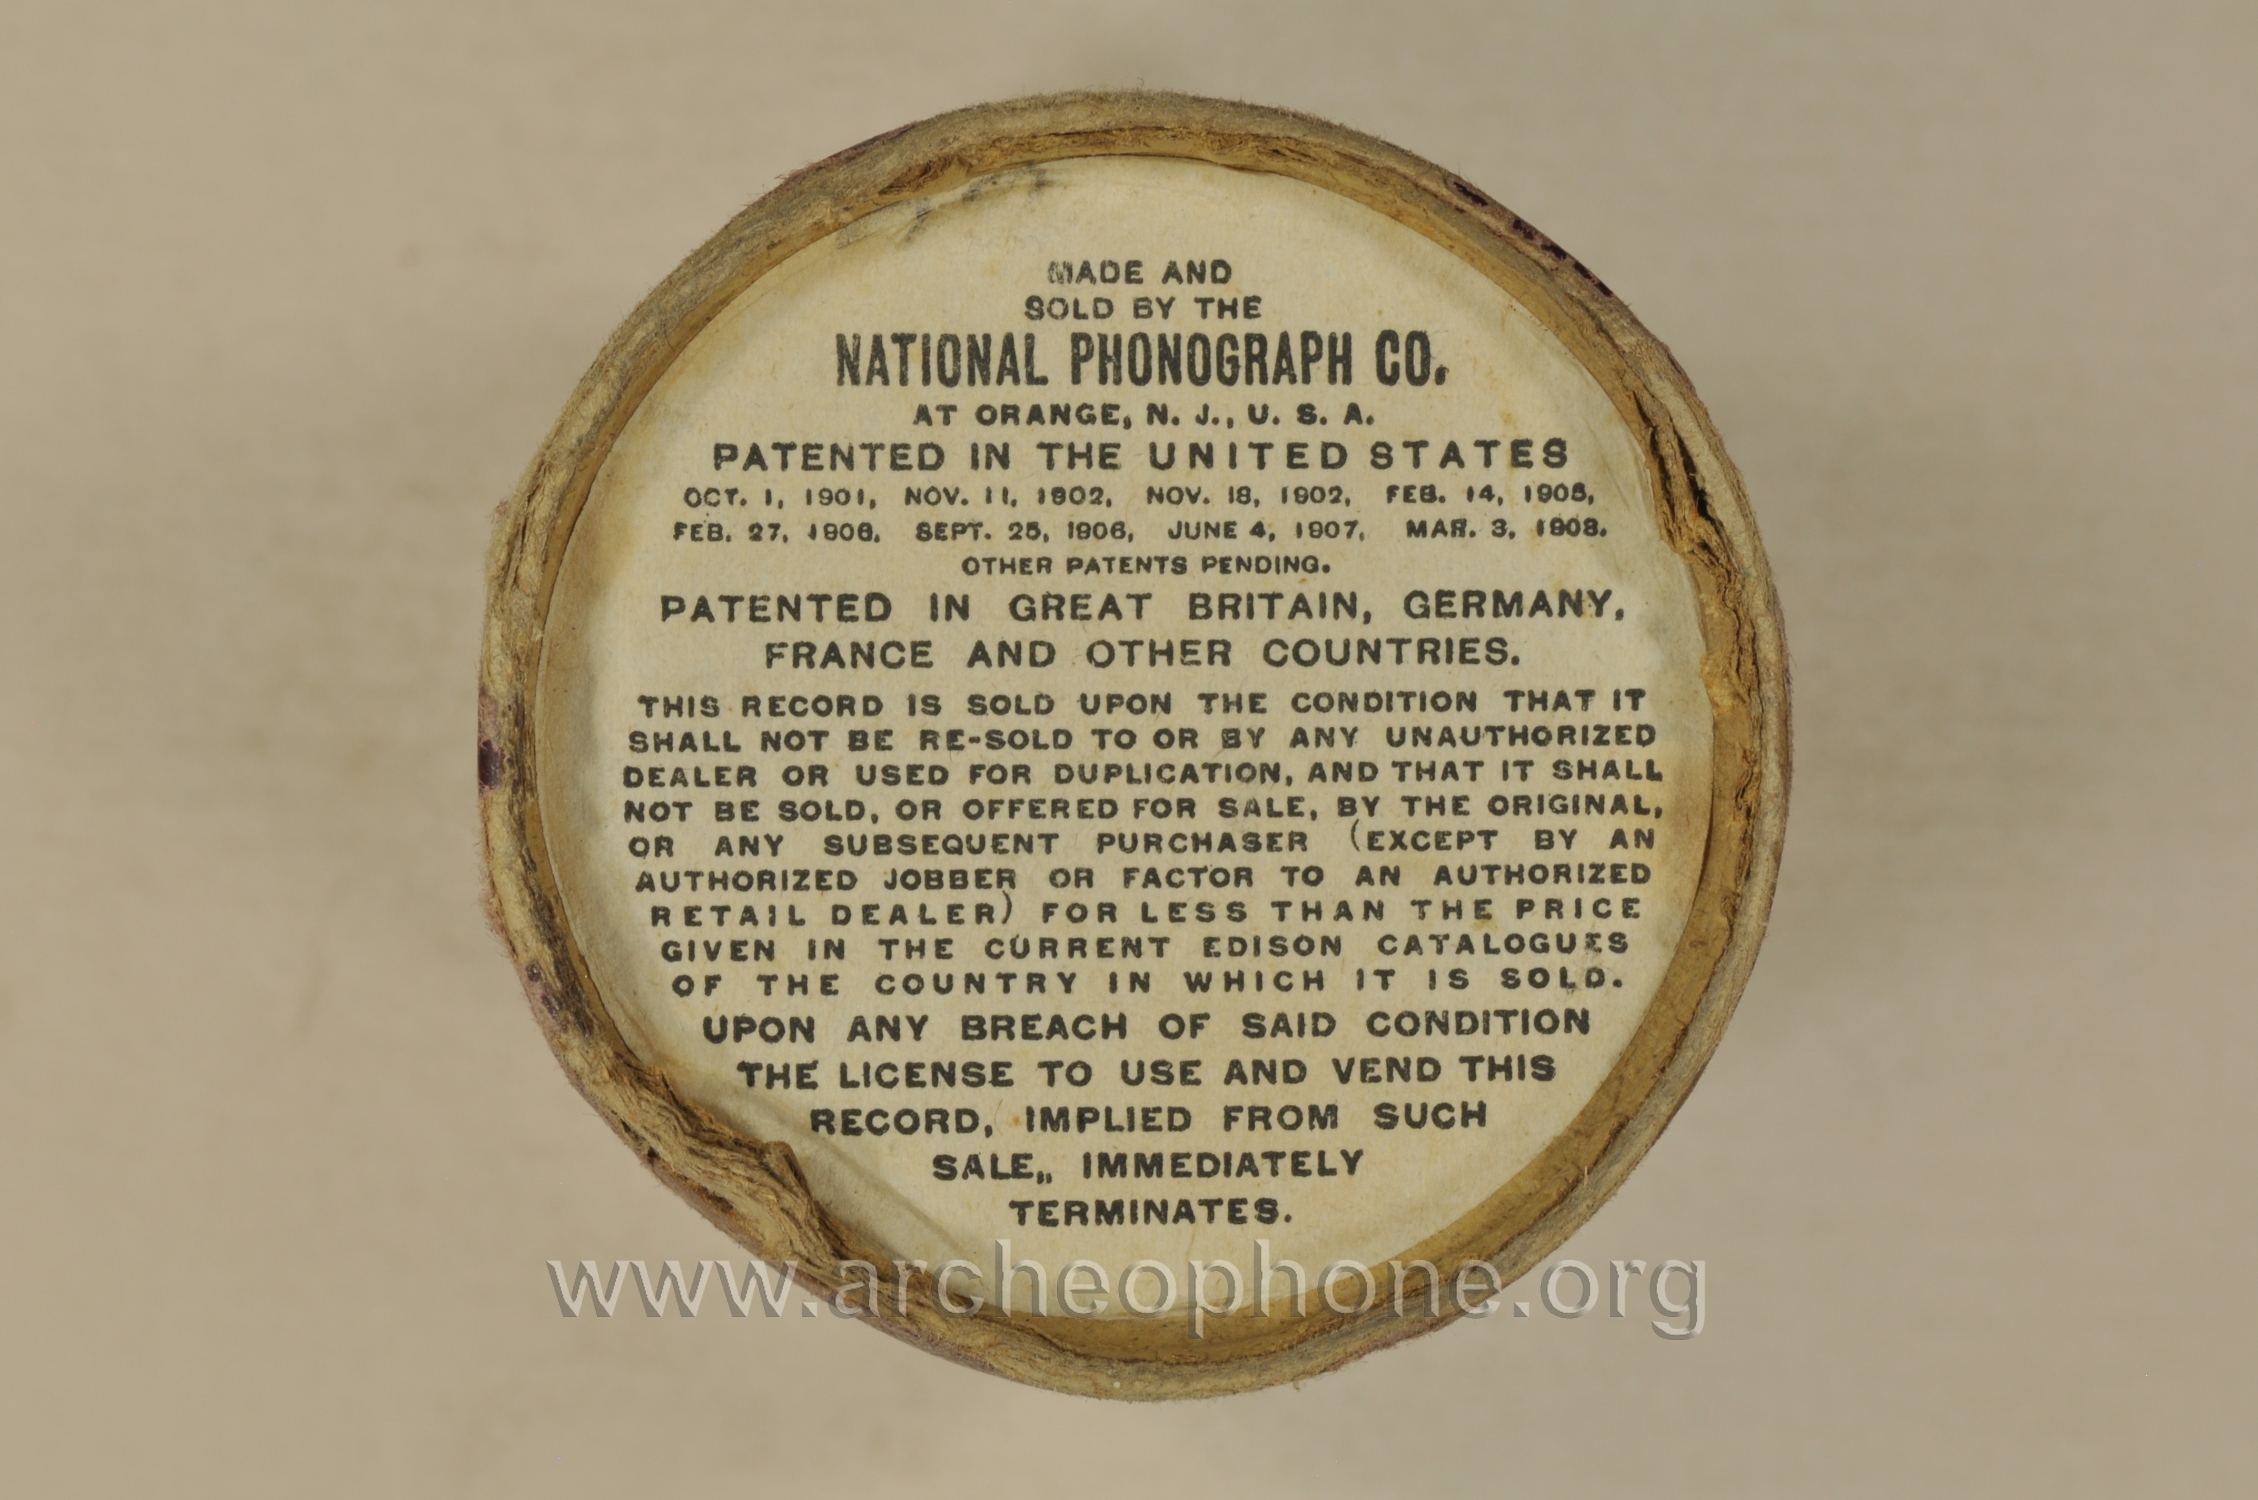 MADE AND
SOLD BY THE
NATIONAL PHONOGRAPH CO.
AT ORANGE, N. J., U. S. A.
PATENTED IN THE UNITED STATES
OCT. 1, 1901, NOV. 11, 1902, NOV. 18, 1902, FEB. 14, 1905,
FEB. 27, 1906, SEPT. 25, 1906, JUNE 4, 1907, MAR. 3, 1908.
OTHER PATENTS PENDING.
PATENTED IN GREAT BRITAIN, GERMANY,
FRANCE AND OTHER COUNTRIES.
THIS RECORD IS SOLD UPON THE CONDITION THAT IT
SHALL NOT BE RE-SOLD TO OR BY ANY UNAUTHORIZED
DEALER OR USED FOR DUPLICATION, AND THAT IT SHALL
NOT BE SOLD, OR OFFERED FOR SALE, BY THE ORIGINAL,
OR ANY SUBSEQUENT PURCHASER (EXCEPT BY AN
AUTHORIZED JOBBER OR FACTOR TO AN AUTHORIZED
RETAIL DEALER) FOR LESS THAN THE PRICE
GIVEN IN THE CURRENT EDISON CATALOGUES
OF THE COUNTRY IN WHICH IT IS SOLD.
UPON ANY BREACH OF SAID CONDITION
THE LICENSE TO USE AND VEND THIS
RECORD, IMPLIED FROM SUCH
SALE,, IMMEDIATELY
TERMINATES.
www.archeophone.org